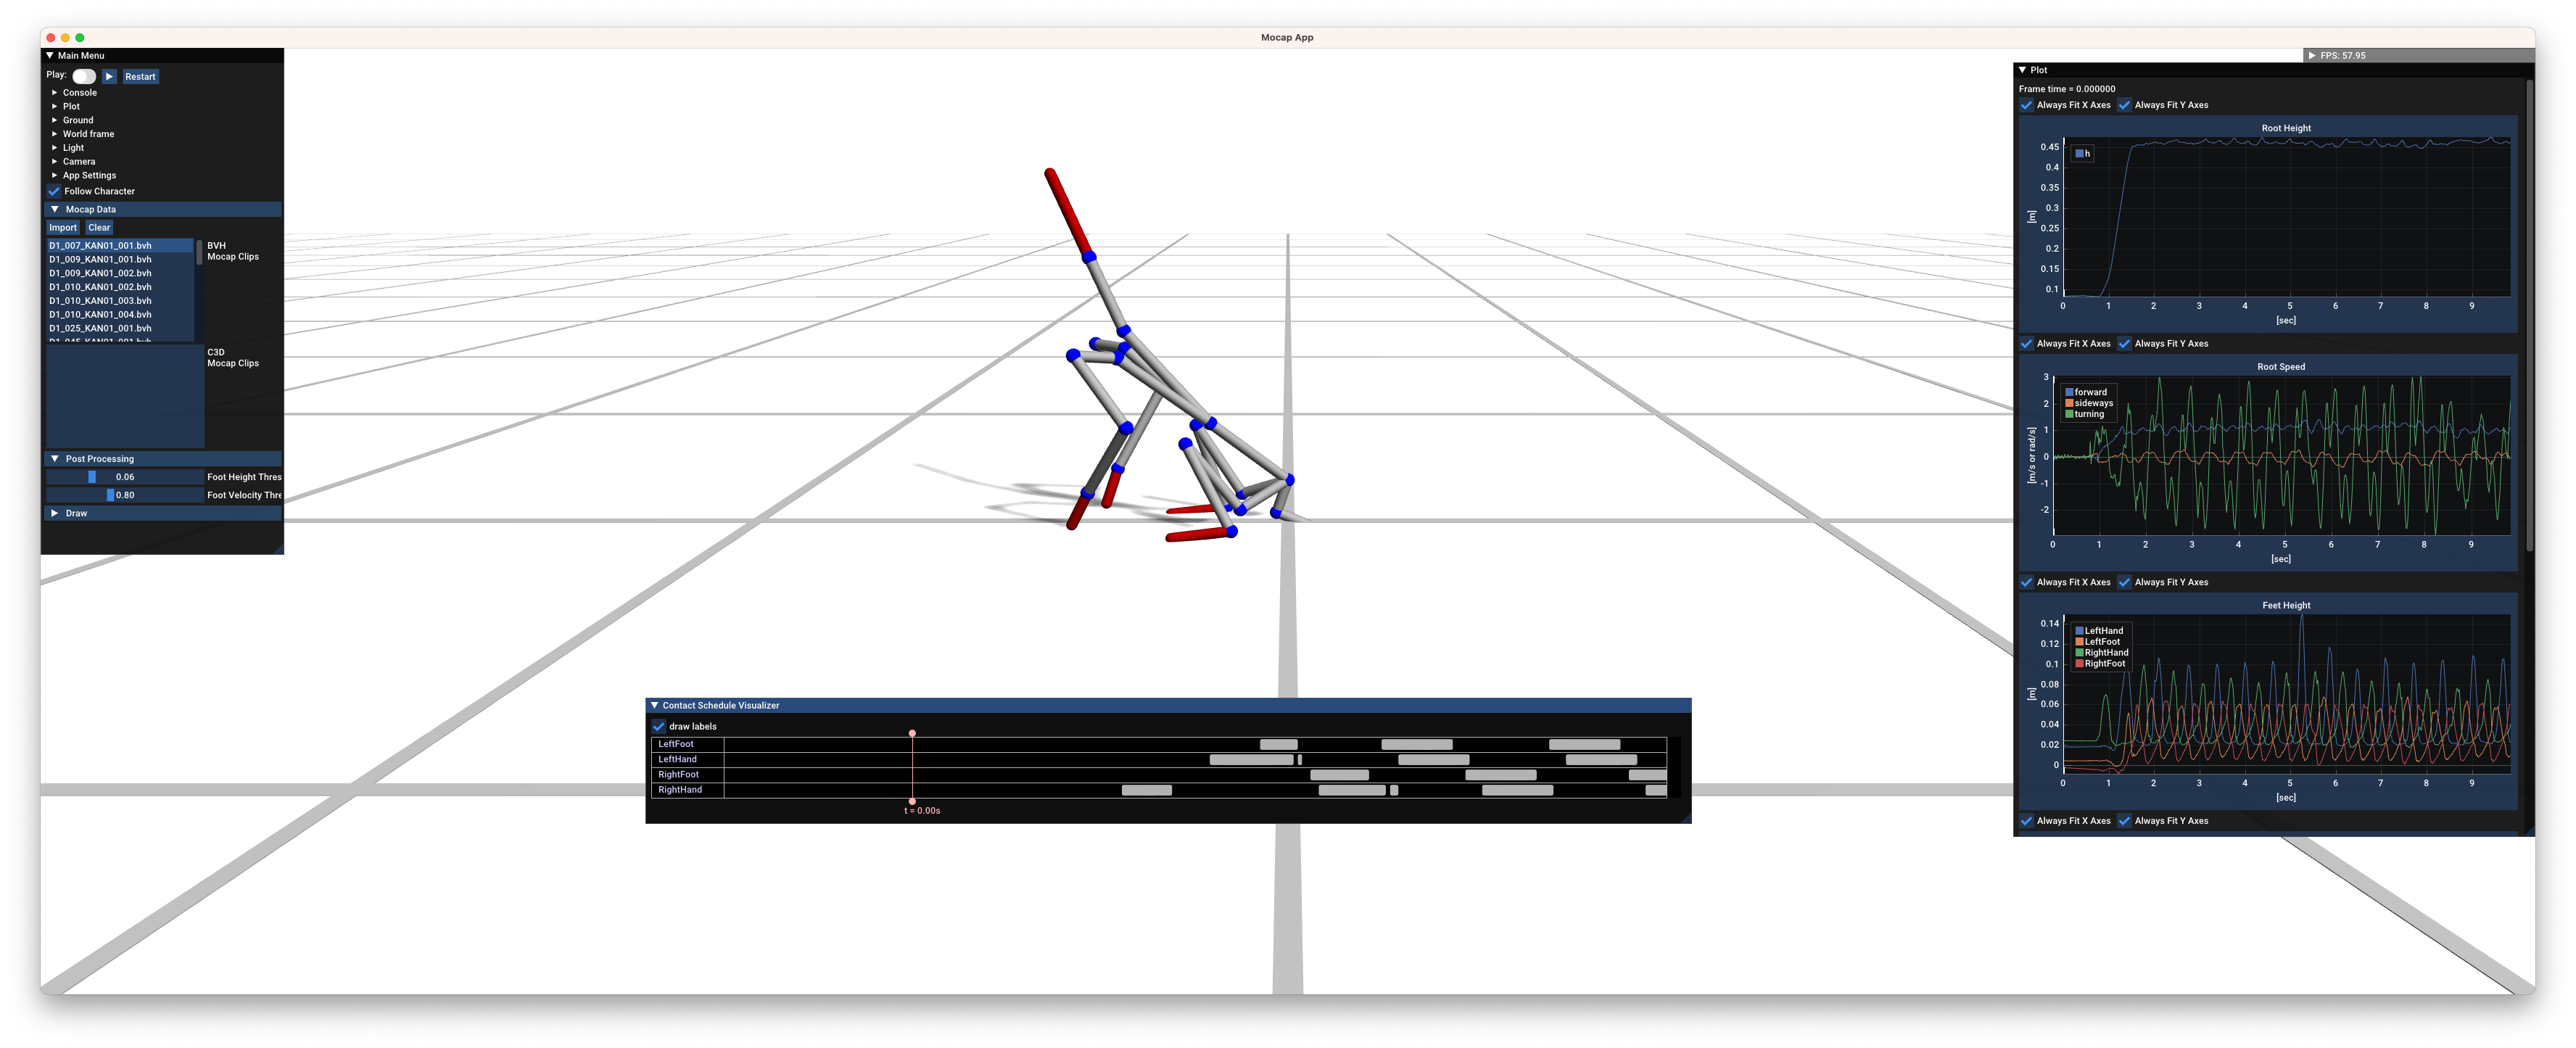 Mocap App
Main Menu
Play: Restart
Console
Plot
Ground
World frame
Light
Camera
App Settings
Follow Character
Mocap Data
Import Clear
D1_007_KAN01_001.bvh
D1_009_KAN01_001.bvh
D1_009_KAN01_002.bvh
D1_010_KAN01_002.bvh
D1_010_KAN01_003.bvh
D1_010_KAN01_004.bvh
D1_025_KAN01_001.bvh
BVH
Mocap Clips
C3D
Mocap Clips
Post Processing
0.06 Foot Height Thres
0.80 Foot Velocity Thre
Draw
Contact Schedule Visualizer
draw labels
LeftFoot
LeftHand
RightFoot
RightHand
t = 0.00s
FPS: 57.95
Plot
Frame time = 0.000000
Always Fit X Axes Always Fit Y Axes
Root Height
h
[m]
0.45
0.4
0.35
0.3
0.25
0.2
0.15
0.1
0 1 2 3 4 5 6 7 8 9
[sec]
Always Fit X Axes Always Fit Y Axes
Root Speed
forward
sideways
turning
[m/s or rad/s]
3
2
1
0
-1
-2
0 1 2 3 4 5 6 7 8 9
[sec]
Always Fit X Axes Always Fit Y Axes
Feet Height
LeftHand
LeftFoot
RightHand
RightFoot
[m]
0.14
0.12
0.1
0.08
0.06
0.04
0.02
0
0 1 2 3 4 5 6 7 8 9
[sec]
Always Fit X Axes Always Fit Y Axes